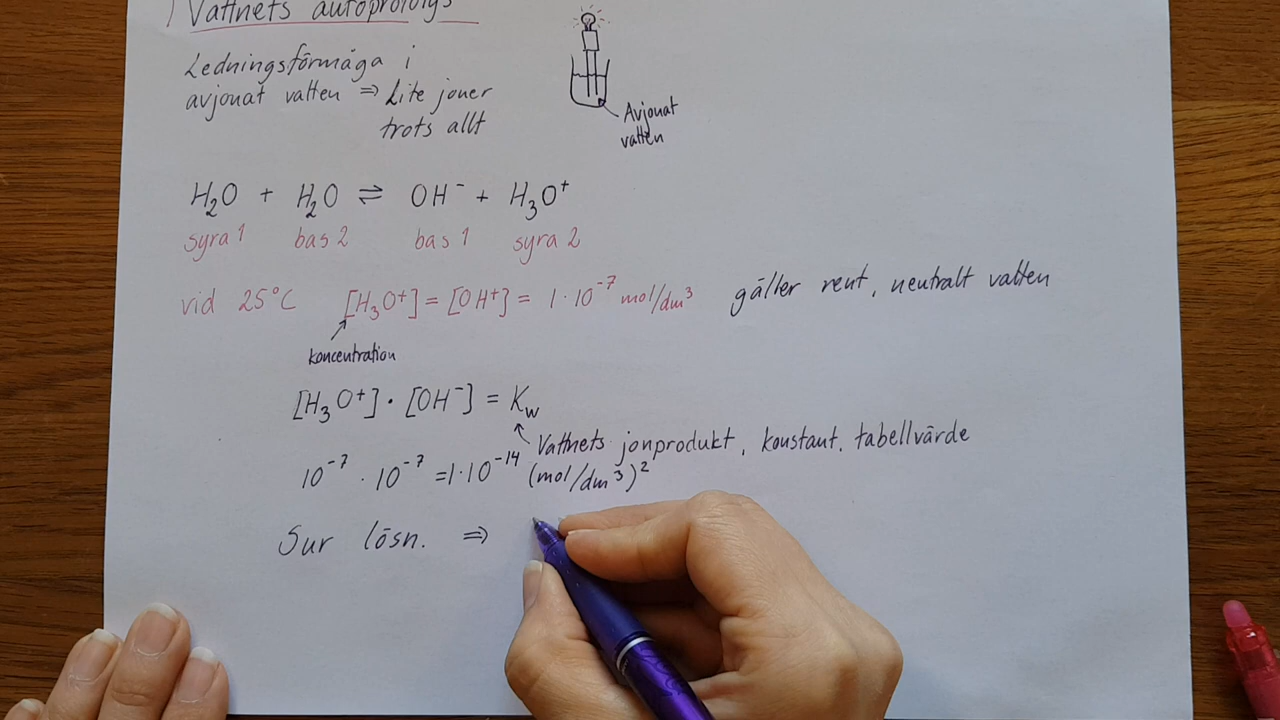 Vattnets autoprotolys
Ledningsförmåga i
avjonat vatten ⇒ Lite joner
trots allt
Avjonat
vatten
H₂O + H₂O ⇌ OH⁻ + H₃O⁺
syra 1 bas 2 bas 1 syra 2
vid 25°C [H₃O⁺] = [OH⁺] = 1·10⁻⁷ mol/dm³ gäller rent, neutralt vatten
koncentration
[H₃O⁺] · [OH⁻] = Kw
Vattnets jonprodukt, konstant, tabellvärde
10⁻⁷ · 10⁻⁷ = 1·10⁻¹⁴ (mol/dm³)²
Sur lösn. ⇒